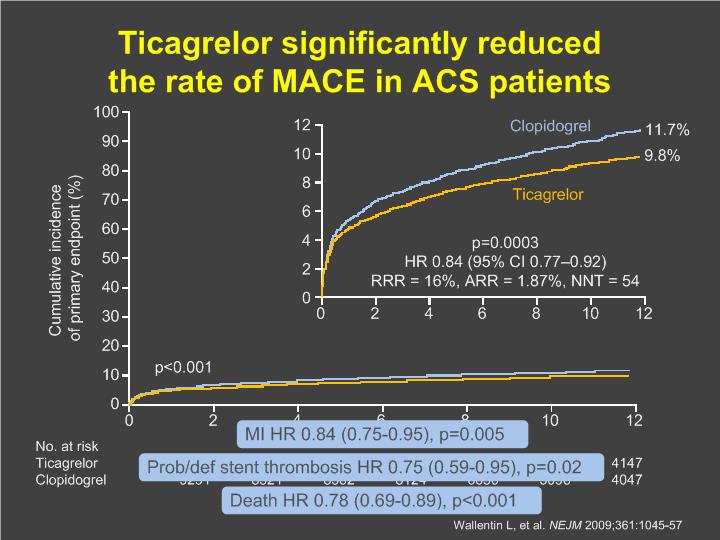 Ticagrelor significantly reduced
the rate of MACE in ACS patients
Cumulative incidence
of primary endpoint (%)
100
90
80
70
60
50
40
30
20
10
0
12
10
8
6
4
2
0
Clopidogrel
11.7%
9.8%
Ticagrelor
p=0.0003
HR 0.84 (95% CI 0.77–0.92)
RRR = 16%, ARR = 1.87%, NNT = 54
0 2 4 6 8 10 12
p<0.001
0 2 4 6 8 10 12
MI HR 0.84 (0.75-0.95), p=0.005
No. at risk
Ticagrelor 4147
Prob/def stent thrombosis HR 0.75 (0.59-0.95), p=0.02
Clopidogrel 4047
Death HR 0.78 (0.69-0.89), p<0.001
Wallentin L, et al. NEJM 2009;361:1045-57